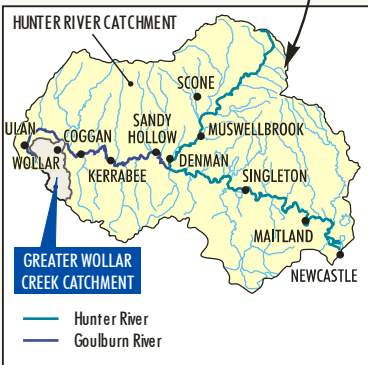 HUNTER RIVER CATCHMENT
SCONE
SANDY
HOLLOW
MUSWELLBROOK
ULAN
COGGAN
WOLLAR
DENMAN
KERRABEE
SINGLETON
MAITLAND
GREATER WOLLAR
CREEK CATCHMENT
NEWCASTLE
Hunter River
Goulburn River